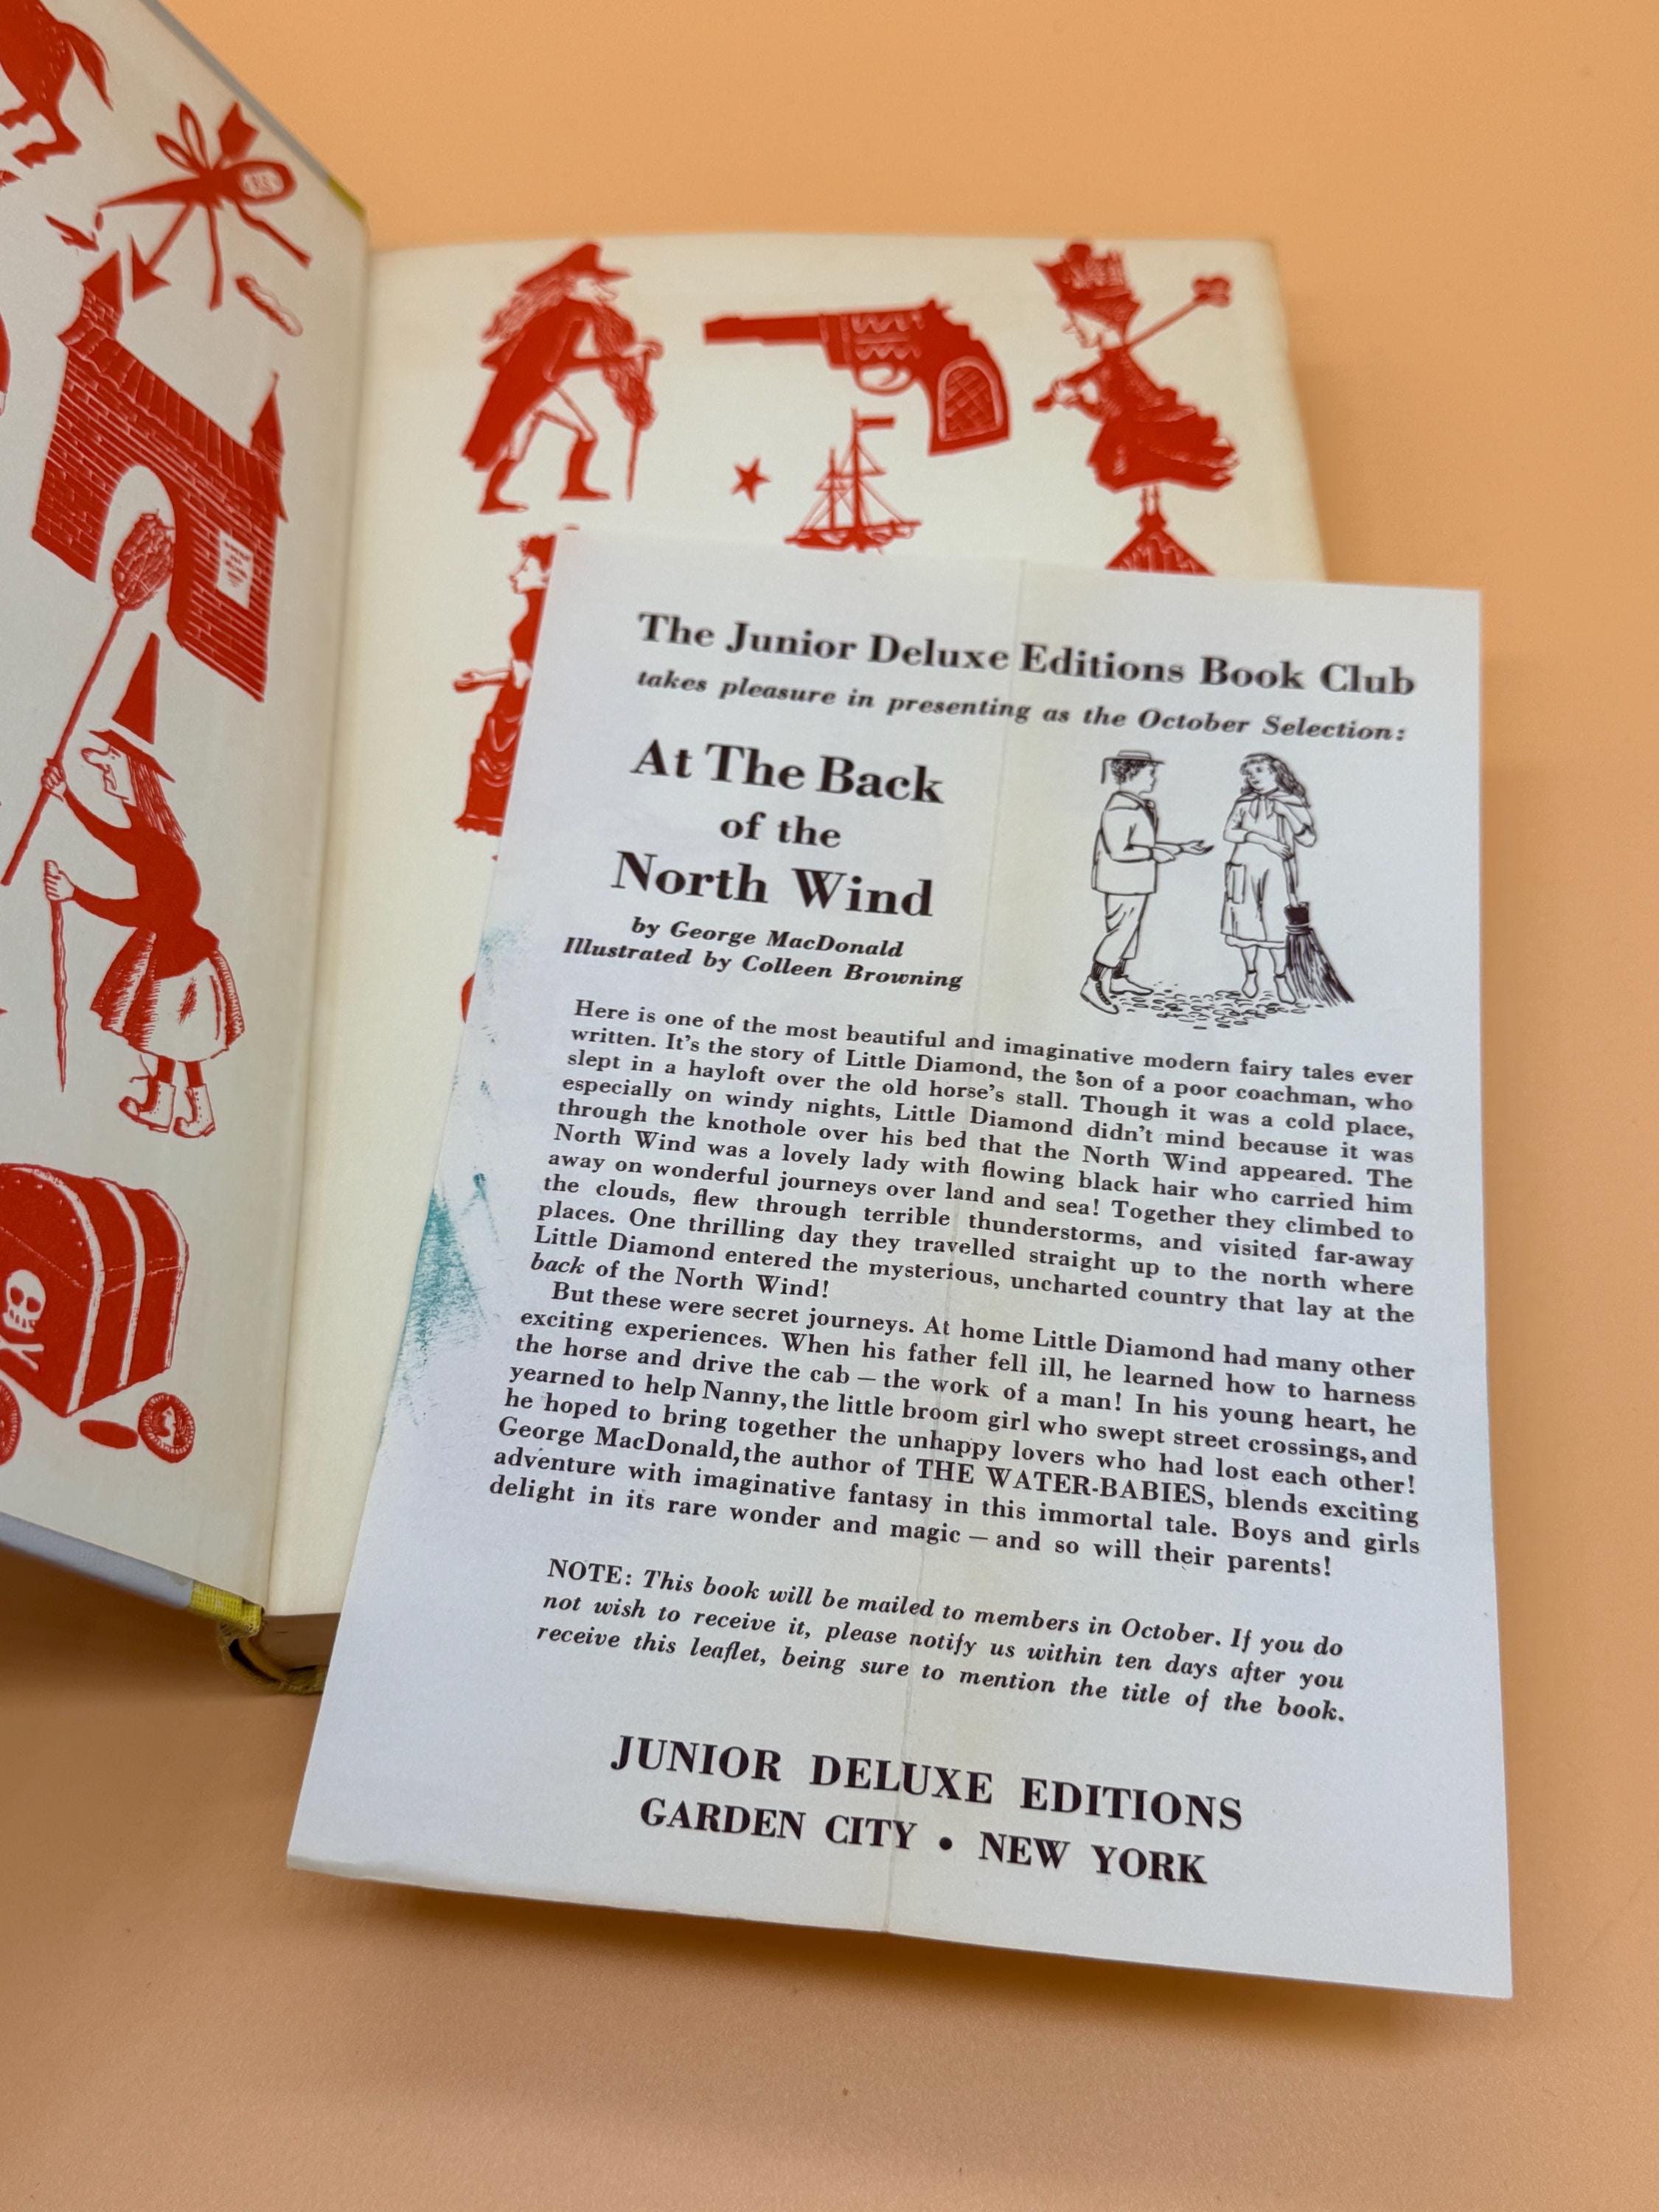 The Junior Deluxe Editions Book Club
takes pleasure in presenting as the October Selection:
At The Back
of the
North Wind
by George MacDonald
Illustrated by Colleen Browning
Here is one of the most beautiful and imaginative modern fairy tales ever
written. It's the story of Little Diamond, the son of a poor coachman, who
slept in a hayloft over the old horse's stall. Though it was a cold place,
especially on windy nights, Little Diamond didn't mind because it was
through the knothole over his bed that the North Wind appeared. The
North Wind was a lovely lady with flowing black hair who carried him
away on wonderful journeys over land and sea! Together they climbed to
the clouds, flew through terrible thunderstorms, and visited far-away
places. One thrilling day they travelled straight up to the north where
Little Diamond entered the mysterious, uncharted country that lay at the
back of the North Wind!
But these were secret journeys. At home Little Diamond had many other
exciting experiences. When his father fell ill, he learned how to harness
the horse and drive the cab — the work of a man! In his young heart, he
yearned to help Nanny, the little broom girl who swept street crossings, and
he hoped to bring together the unhappy lovers who had lost each other!
George MacDonald, the author of THE WATER-BABIES, blends exciting
adventure with imaginative fantasy in this immortal tale. Boys and girls
delight in its rare wonder and magic — and so will their parents!
NOTE: This book will be mailed to members in October. If you do
not wish to receive it, please notify us within ten days after you
receive this leaflet, being sure to mention the title of the book.
JUNIOR DELUXE EDITIONS
GARDEN CITY • NEW YORK